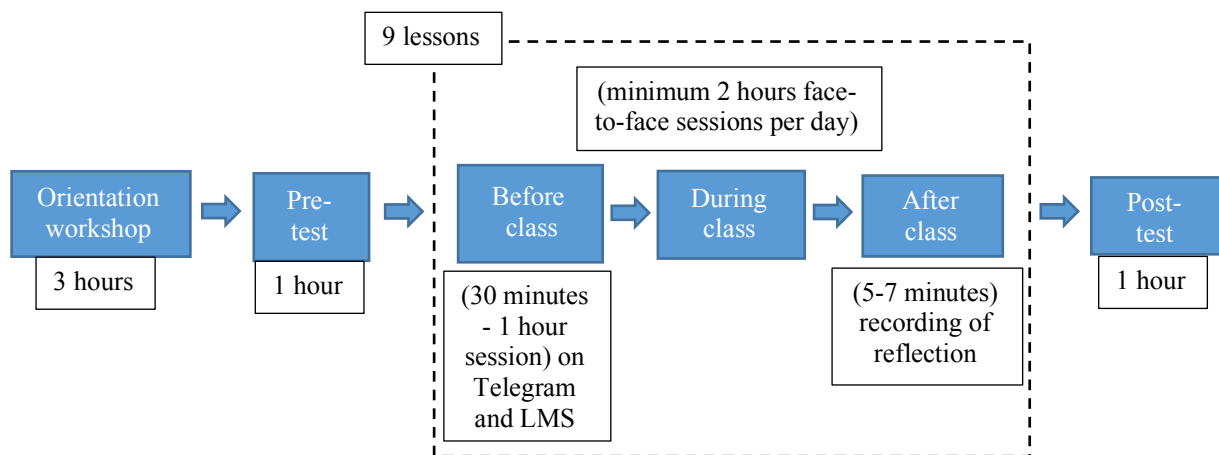 9 lessons
(minimum 2 hours face-
to-face sessions per day)
Orientation
workshop
3 hours
Pre-
test
1 hour
Before
class
(30 minutes
- 1 hour
session) on
Telegram
and LMS
During
class
After
class
(5-7 minutes)
recording of
reflection
Post-
test
1 hour